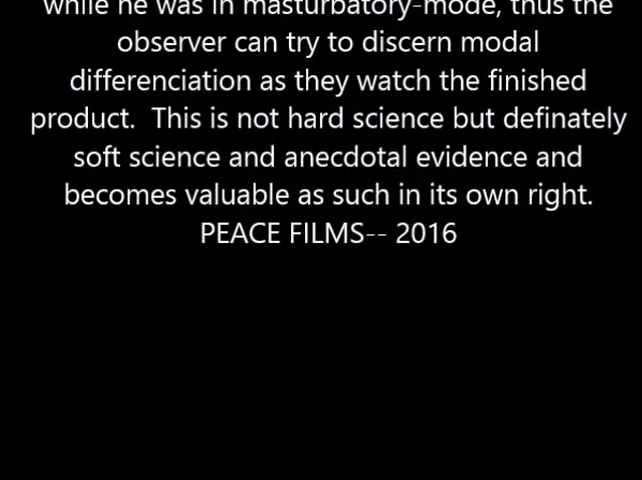 while he was in masturbatory-mode, thus the
observer can try to discern modal
differenciation as they watch the finished
product.  This is not hard science but definately
soft science and anecdotal evidence and
becomes valuable as such in its own right.
PEACE FILMS-- 2016